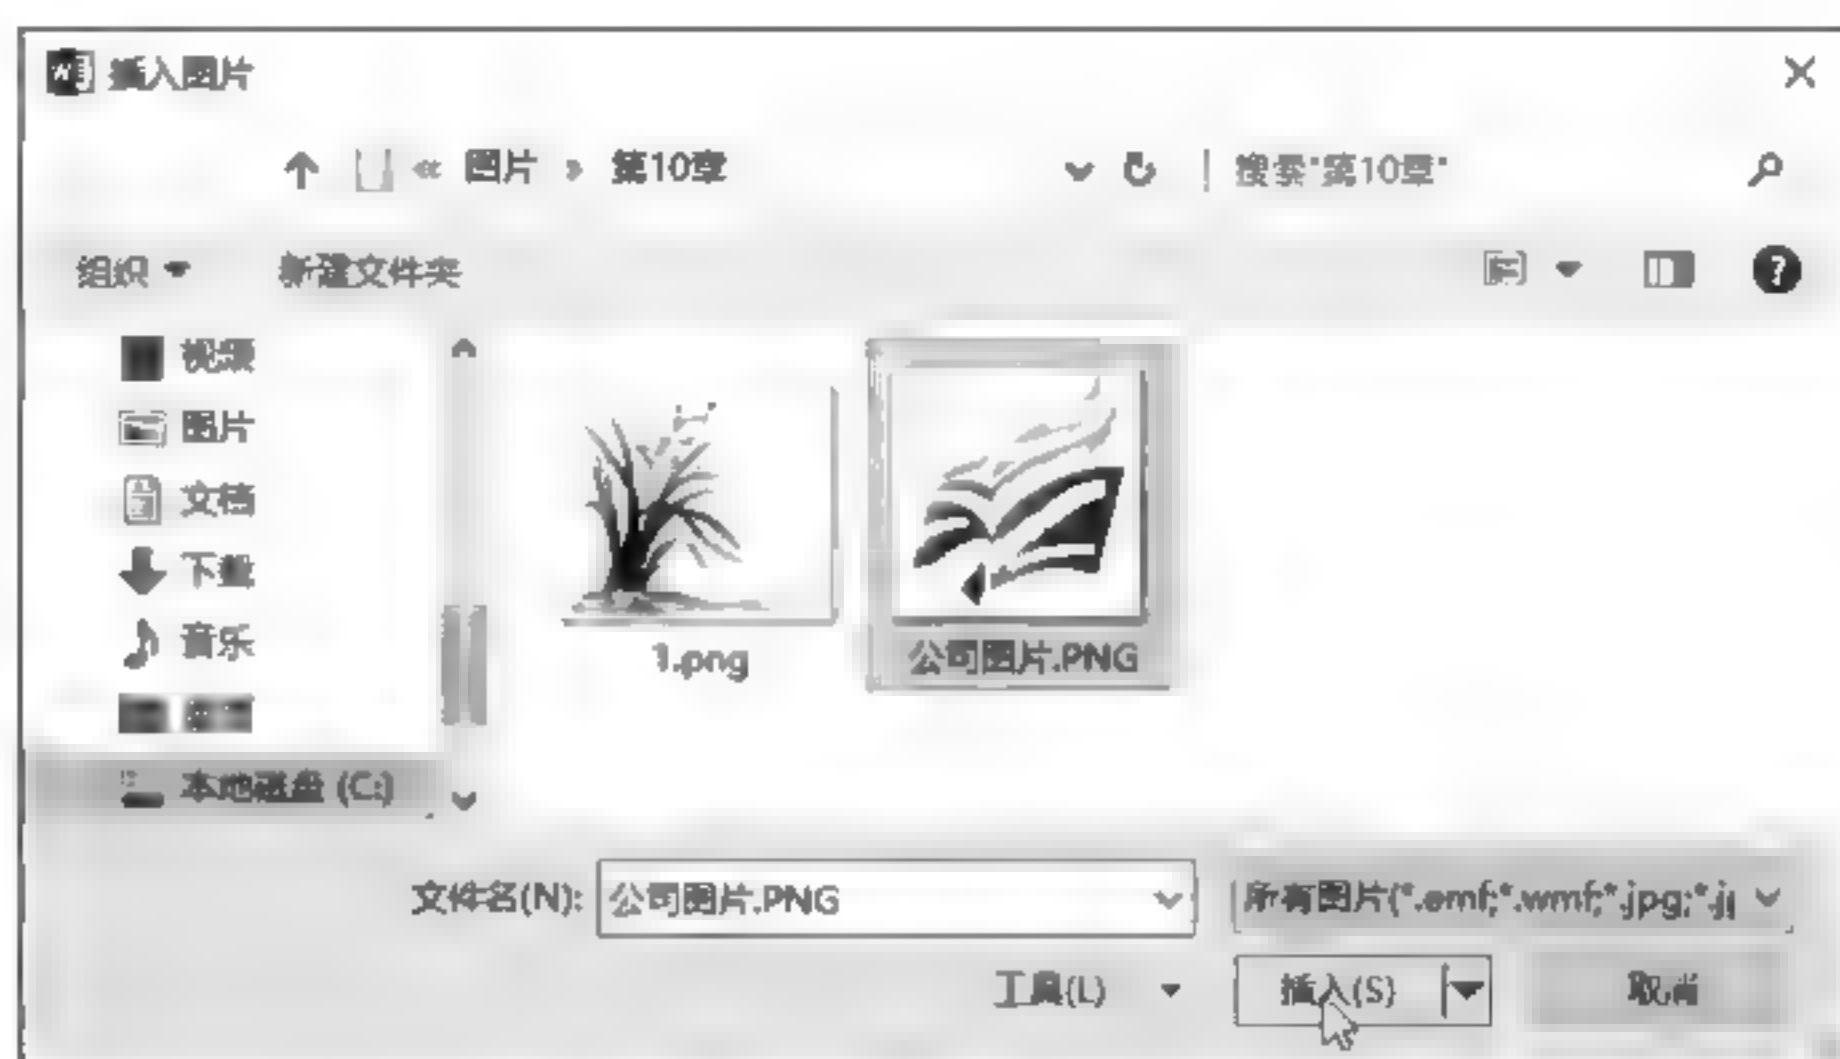 插入图片
« 图片 » 第10章
搜索"第10章"
组织
新建文件夹
视频
图片
文档
下载
音乐
本地磁盘 (C:)
1.png
公司图片.PNG
文件名(N):
公司图片.PNG
所有图片(*.emf;*.wmf;*.jpg;*.j
工具(L)
插入(S)
取消